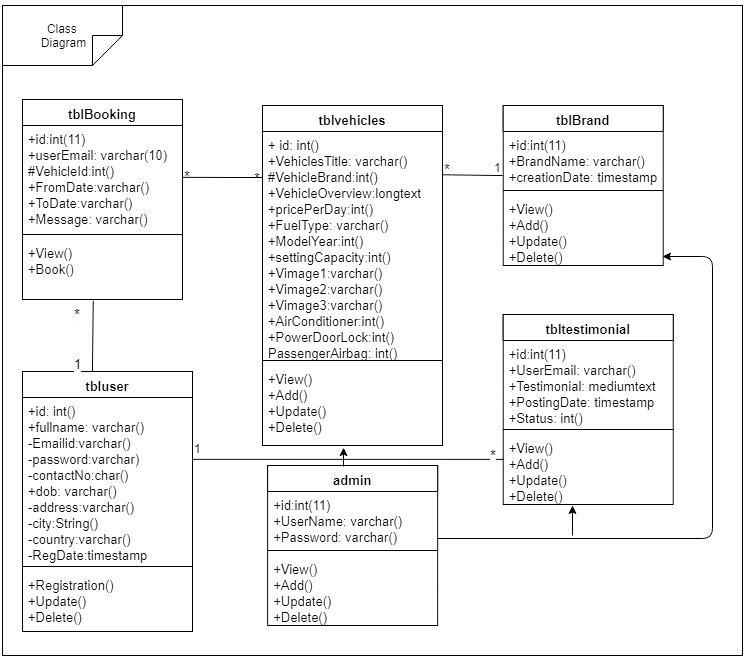 Class
Diagram
tblBooking
+id:int(11)
+userEmail: varchar(10)
#VehicleId:int()
+FromDate:varchar()
+ToDate:varchar()
+Message: varchar()
+View()
+Book()
*
*
tblvehicles
+ id: int()
+VehiclesTitle: varchar()
#VehicleBrand:int()
+VehicleOverview:longtext
+pricePerDay:int()
+FuelType: varchar()
+ModelYear:int()
+settingCapacity:int()
+Vimage1:varchar()
+Vimage2:varchar()
+Vimage3:varchar()
+AirConditioner:int()
+PowerDoorLock:int()
PassengerAirbag: int()
+View()
+Add()
+Update()
+Delete()
*
1
tblBrand
+id:int(11)
+BrandName: varchar()
+creationDate: timestamp
+View()
+Add()
+Update()
+Delete()
*
1
tbluser
+id: int()
+fullname: varchar()
-Emailid:varchar()
-password:varchar)
-contactNo:char()
+dob: varchar()
-address:varchar()
-city:String()
-country:varchar()
-RegDate:timestamp
+Registration()
+Update()
+Delete()
1
*
tbltestimonial
+id:int(11)
+UserEmail: varchar()
+Testimonial: mediumtext
+PostingDate: timestamp
+Status: int()
+View()
+Add()
+Update()
+Delete()
admin
+id:int(11)
+UserName: varchar()
+Password: varchar()
+View()
+Add()
+Update()
+Delete()